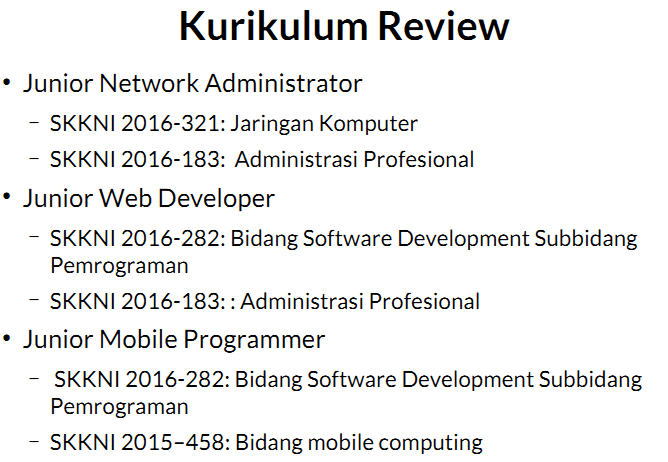 Kurikulum Review
• Junior Network Administrator
– SKKNI 2016-321: Jaringan Komputer
– SKKNI 2016-183: Administrasi Profesional
• Junior Web Developer
– SKKNI 2016-282: Bidang Software Development Subbidang
Pemrograman
– SKKNI 2016-183: : Administrasi Profesional
• Junior Mobile Programmer
– SKKNI 2016-282: Bidang Software Development Subbidang
Pemrograman
– SKKNI 2015–458: Bidang mobile computing